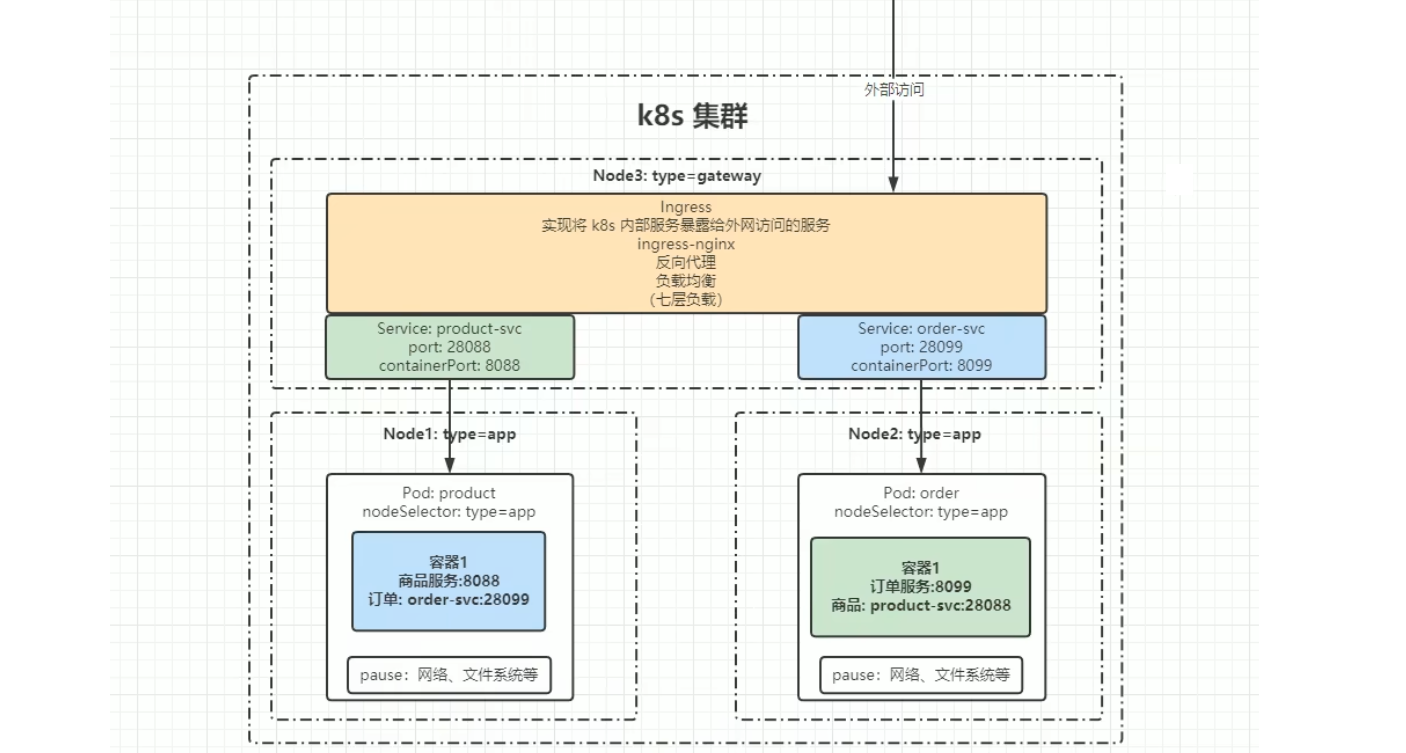 外部访问
k8s 集群
Node3: type=gateway
Ingress
实现将 k8s 内部服务暴露给外网访问的服务
ingress-nginx
反向代理
负载均衡
（七层负载）
Service: product-svc
port: 28088
containerPort: 8088
Service: order-svc
port: 28099
containerPort: 8099
Node1: type=app
Pod: product
nodeSelector: type=app
容器1
商品服务:8088
订单: order-svc:28099
pause：网络、文件系统等
Node2: type=app
Pod: order
nodeSelector: type=app
容器1
订单服务:8099
商品: product-svc:28088
pause：网络、文件系统等